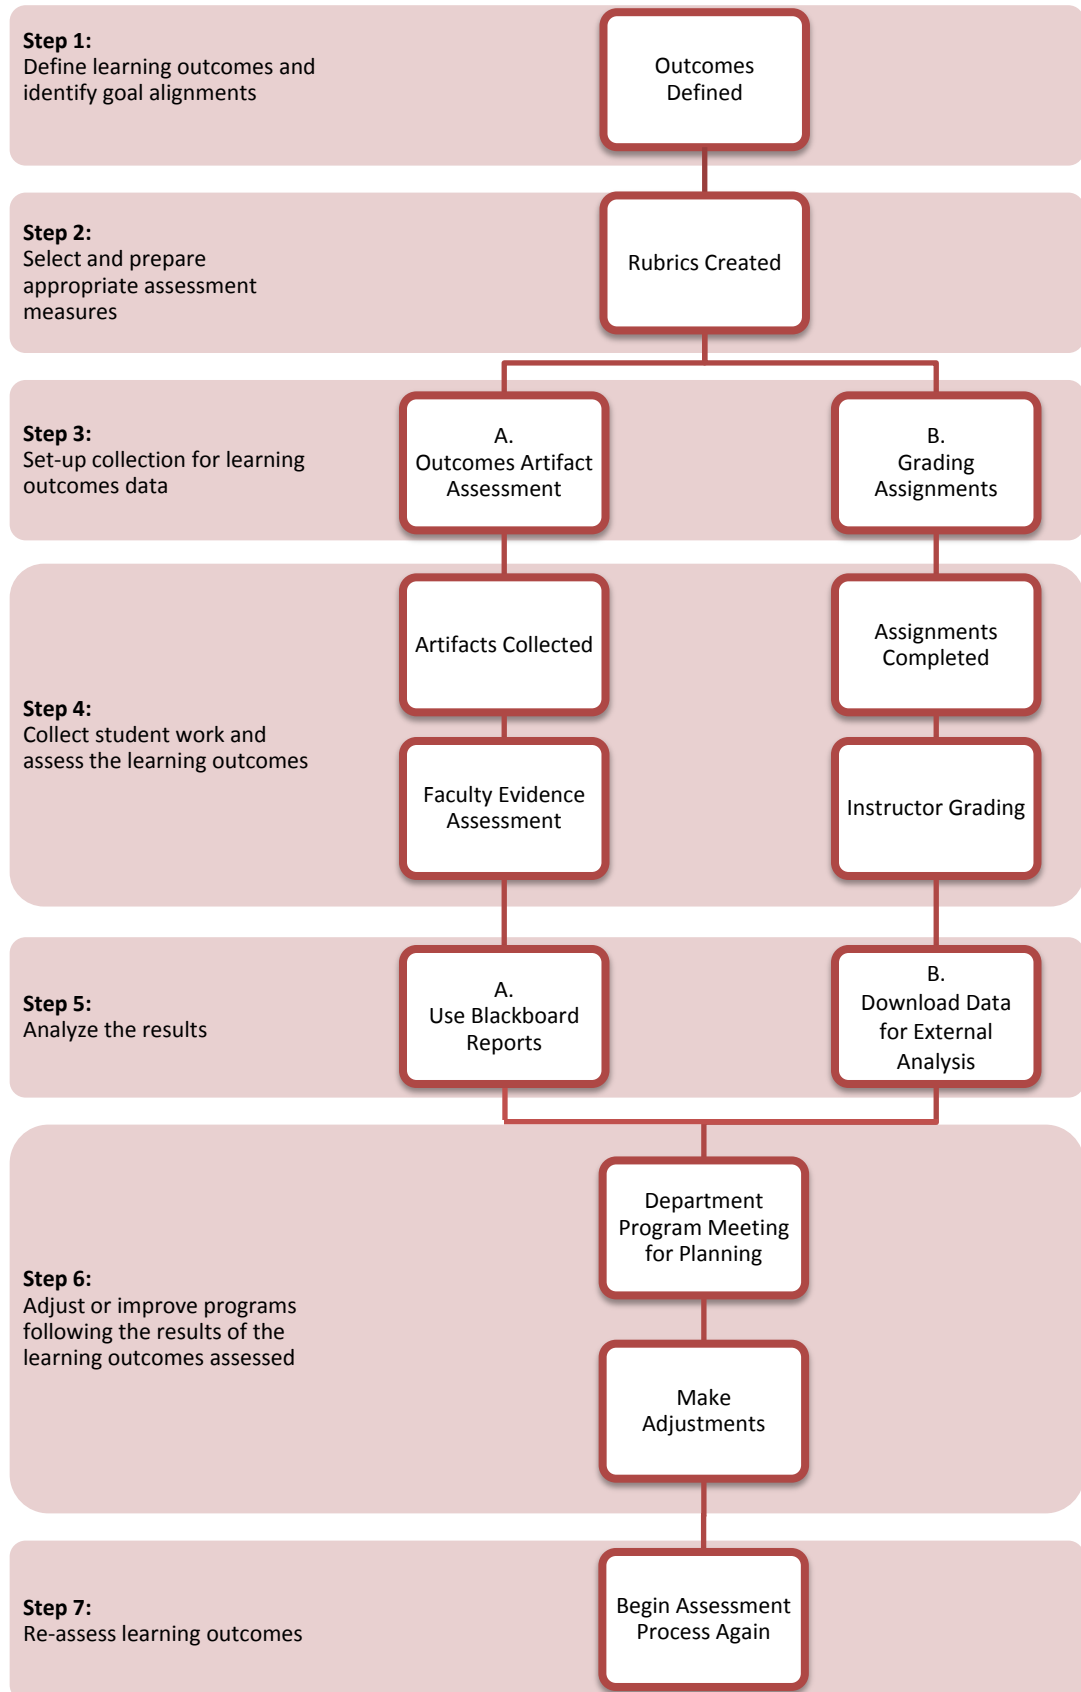 Step 1:
Define learning outcomes and
identify goal alignments
Outcomes
Defined
Step 2:
Select and prepare
appropriate assessment
measures
Rubrics Created
Step 3:
Set-up collection for learning
outcomes data
A.
Outcomes Artifact
Assessment
B.
Grading
Assignments
Step 4:
Collect student work and
assess the learning outcomes
Artifacts Collected
Assignments
Completed
Faculty Evidence
Assessment
Instructor Grading
Step 5:
Analyze the results
A.
Use Blackboard
Reports
B.
Download Data
for External
Analysis
Step 6:
Adjust or improve programs
following the results of the
learning outcomes assessed
Department
Program Meeting
for Planning
Make
Adjustments
Step 7:
Re-assess learning outcomes
Begin Assessment
Process Again